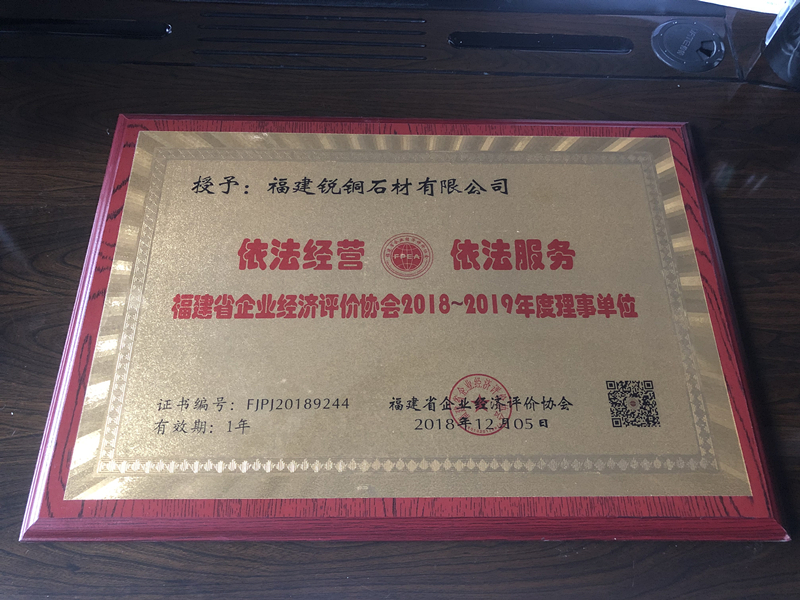 授予：福建锐铜石材有限公司
依法经营 FPEA 依法服务
福建省企业经济评价协会2018~2019年度理事单位
证书编号：FJPJ20189244
福建省企业经济评价协会
有效期：1年
2018年12月05日